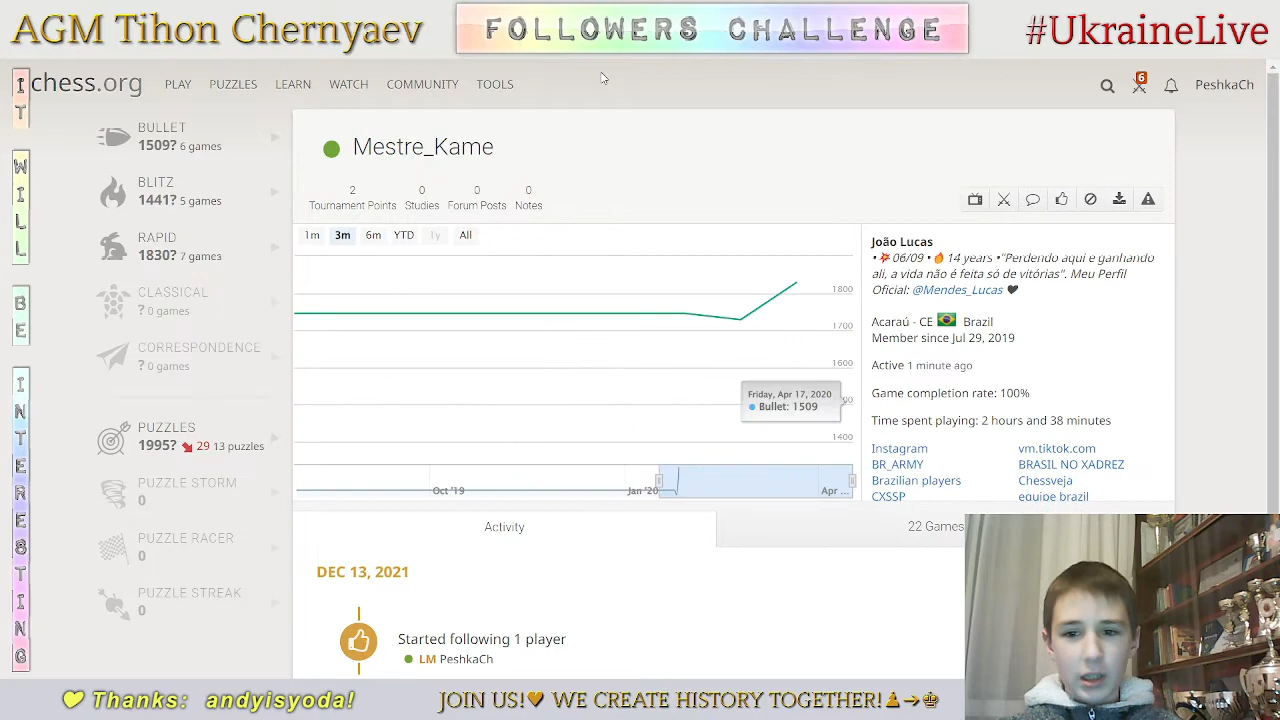 AGM Tihon Chernyaev
FOLLOWERS CHALLENGE
#UkraineLive
IT WILL BE INTERESTING
chess.org
PLAY PUZZLES LEARN WATCH COMMUNITY TOOLS
6
PeshkaCh
BULLET
1509? 6 games
BLITZ
1441? 5 games
RAPID
1830? 7 games
CLASSICAL
? 0 games
CORRESPONDENCE
? 0 games
PUZZLES
1995? 29 13 puzzles
PUZZLE STORM
0
PUZZLE RACER
0
PUZZLE STREAK
0
Mestre_Kame
2 0 0 0
Tournament Points Studies Forum Posts Notes
1m 3m 6m YTD 1y All
1800
1700
1600
1400
Friday, Apr 17, 2020
Bullet: 1509
Oct '19 Jan '20 Apr ...
João Lucas
•💥 06/09 •🔥 14 years •"Perdendo aqui e ganhando
ali, a vida não é feita só de vitórias". Meu Perfil
Oficial: @Mendes_Lucas 🖤
Acaraú - CE Brazil
Member since Jul 29, 2019
Active 1 minute ago
Game completion rate: 100%
Time spent playing: 2 hours and 38 minutes
Instagram vm.tiktok.com
BR_ARMY BRASIL NO XADREZ
Brazilian players Chessveja
CXSSP equipe brazil
Activity 22 Games
DEC 13, 2021
Started following 1 player
LM PeshkaCh
Thanks: andyisyoda!
JOIN US!🧡 WE CREATE HISTORY TOGETHER!♟→♚